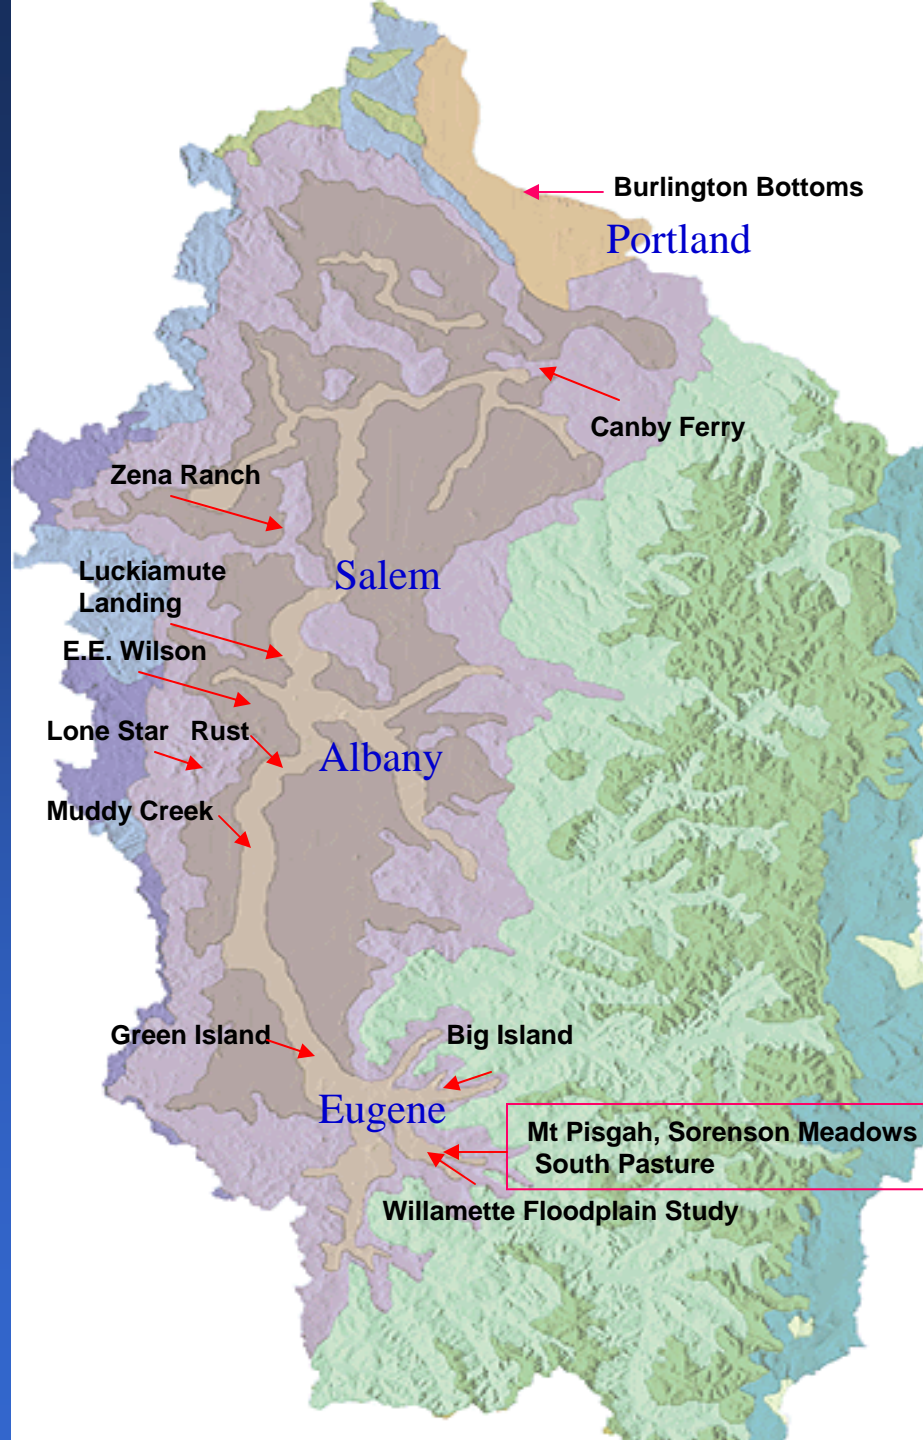 Burlington Bottoms
Portland
Canby Ferry
Zena Ranch
Salem
Luckiamute
Landing
E.E. Wilson
Lone Star
Rust
Albany
Muddy Creek
Green Island
Big Island
Eugene
Mt Pisgah, Sorenson Meadows
South Pasture
Willamette Floodplain Study